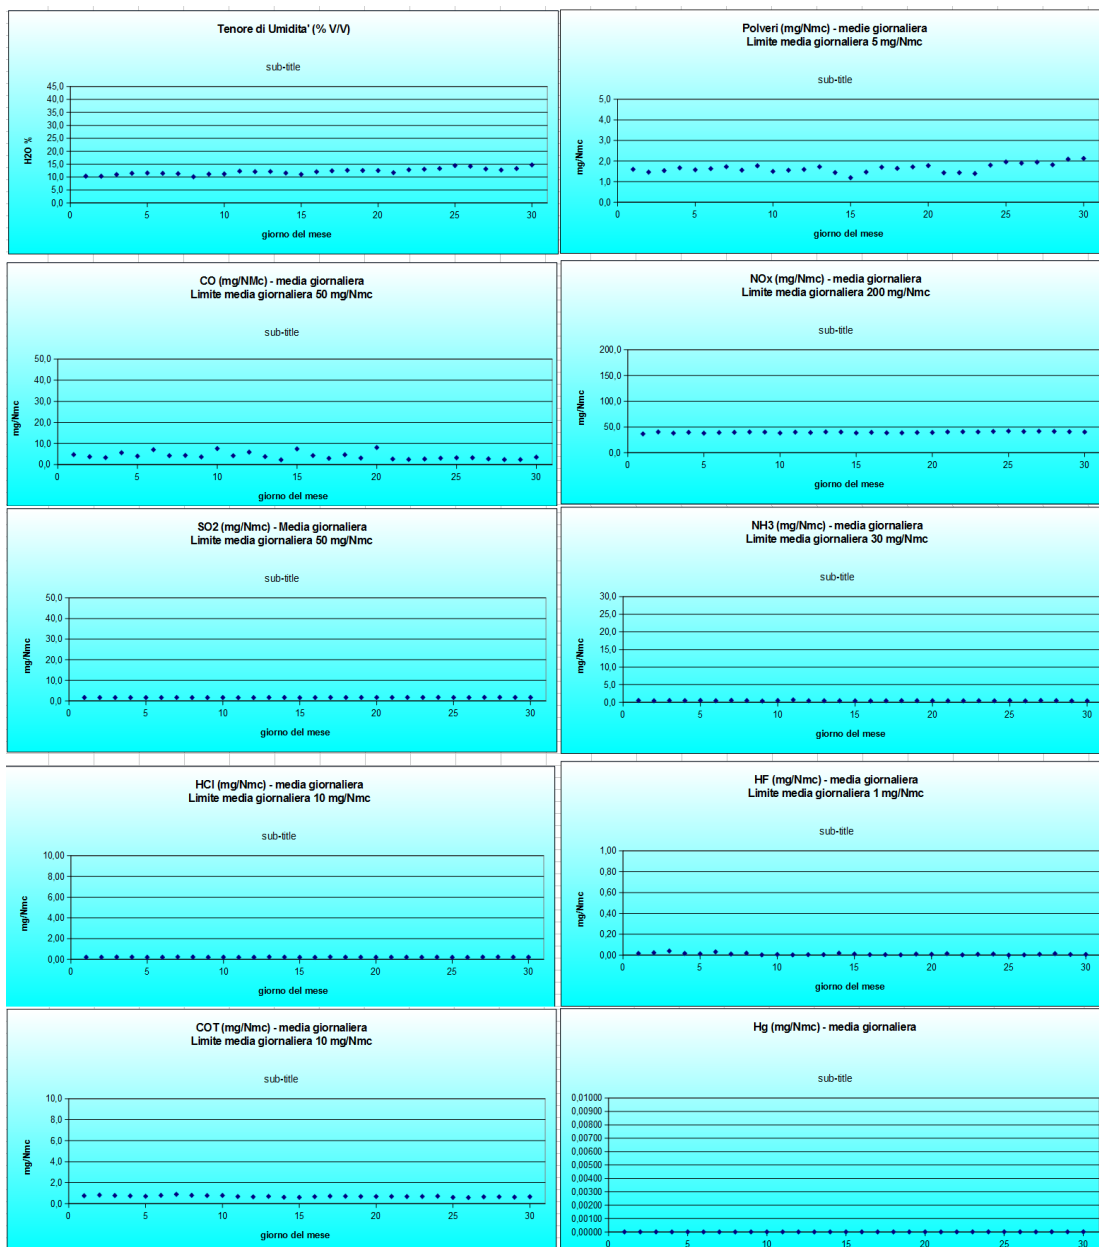 Tenore di Umidita' (% V/V)
sub-title
45,0
40,0
35,0
30,0
25,0
20,0
15,0
10,0
5,0
0,0
H2O %
0 5 10 15 20 25 30
giorno del mese
Polveri (mg/Nmc) - medie giornaliera
Limite media giornaliera 5 mg/Nmc
sub-title
5,0
4,0
3,0
2,0
1,0
0,0
mg/Nmc
0 5 10 15 20 25 30
giorno del mese
CO (mg/NMc) - media giornaliera
Limite media giornaliera 50 mg/Nmc
sub-title
50,0
40,0
30,0
20,0
10,0
0,0
mg/Nmc
0 5 10 15 20 25 30
giorno del mese
NOx (mg/Nmc) - media giornaliera
Limite media giornaliera 200 mg/Nmc
sub-title
200,0
150,0
100,0
50,0
0,0
mg/Nmc
0 5 10 15 20 25 30
giorno del mese
SO2 (mg/Nmc) - Media giornaliera
Limite media giornaliera 50 mg/Nmc
sub-title
50,0
40,0
30,0
20,0
10,0
0,0
mg/Nmc
0 5 10 15 20 25 30
giorno del mese
NH3 (mg/Nmc) - media giornaliera
Limite media giornaliera 30 mg/Nmc
sub-title
30,0
25,0
20,0
15,0
10,0
5,0
0,0
mg/Nmc
0 5 10 15 20 25 30
giorno del mese
HCl (mg/Nmc) - media giornaliera
Limite media giornaliera 10 mg/Nmc
sub-title
10,00
8,00
6,00
4,00
2,00
0,00
mg/Nmc
0 5 10 15 20 25 30
giorno del mese
HF (mg/Nmc) - media giornaliera
Limite media giornaliera 1 mg/Nmc
sub-title
1,00
0,80
0,60
0,40
0,20
0,00
mg/Nmc
0 5 10 15 20 25 30
giorno del mese
COT (mg/Nmc) - media giornaliera
Limite media giornaliera 10 mg/Nmc
sub-title
10,0
8,0
6,0
4,0
2,0
0,0
mg/Nmc
0 5 10 15 20 25 30
giorno del mese
Hg (mg/Nmc) - media giornaliera
sub-title
0,01000
0,00900
0,00800
0,00700
0,00600
0,00500
0,00400
0,00300
0,00200
0,00100
0,00000
mg/Nmc
0 5 10 15 20 25 30